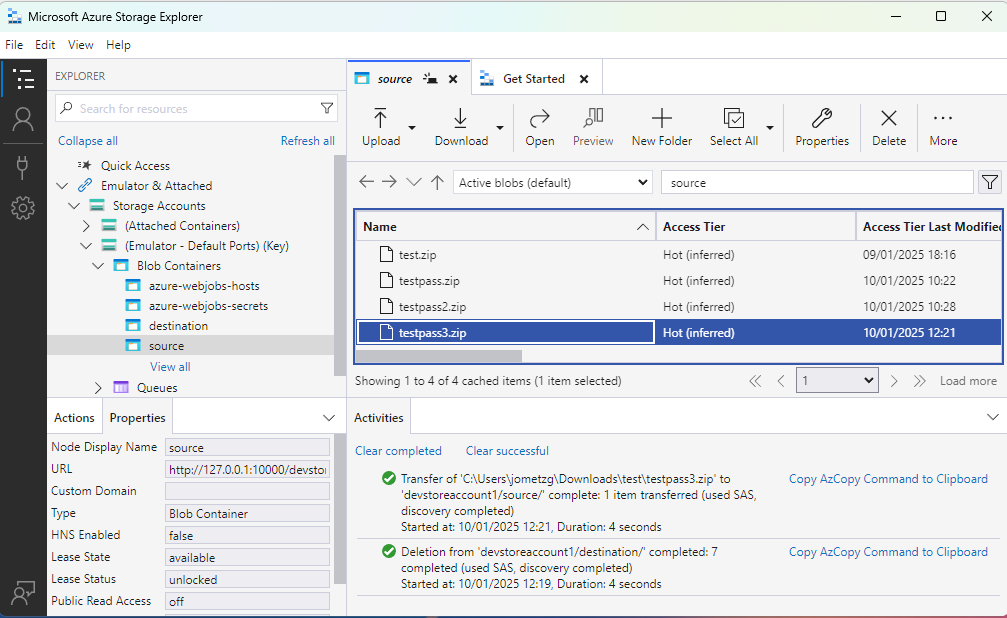 Microsoft Azure Storage Explorer
File Edit View Help
EXPLORER
Search for resources
Collapse all Refresh all
Quick Access
Emulator & Attached
Storage Accounts
(Attached Containers)
(Emulator - Default Ports) (Key)
Blob Containers
azure-webjobs-hosts
azure-webjobs-secrets
destination
source
View all
Queues
Actions Properties
Node Display Name source
URL http://127.0.0.1:10000/devstor
Custom Domain
Type Blob Container
HNS Enabled false
Lease State available
Lease Status unlocked
Public Read Access off
source Get Started
Upload Download Open Preview New Folder Select All Properties Delete More
Active blobs (default) source
Name Access Tier Access Tier Last Modified
test.zip Hot (inferred) 09/01/2025 18:16
testpass.zip Hot (inferred) 10/01/2025 10:22
testpass2.zip Hot (inferred) 10/01/2025 10:28
testpass3.zip Hot (inferred) 10/01/2025 12:21
Showing 1 to 4 of 4 cached items (1 item selected) 1 Load more
Activities
Clear completed Clear successful
Transfer of 'C:\Users\jometzg\Downloads\test\testpass3.zip' to Copy AzCopy Command to Clipboard
'devstoreaccount1/source/' complete: 1 item transferred (used SAS,
discovery completed)
Started at: 10/01/2025 12:21, Duration: 4 seconds
Deletion from 'devstoreaccount1/destination/' completed: 7 Copy AzCopy Command to Clipboard
completed (used SAS, discovery completed)
Started at: 10/01/2025 12:19, Duration: 4 seconds